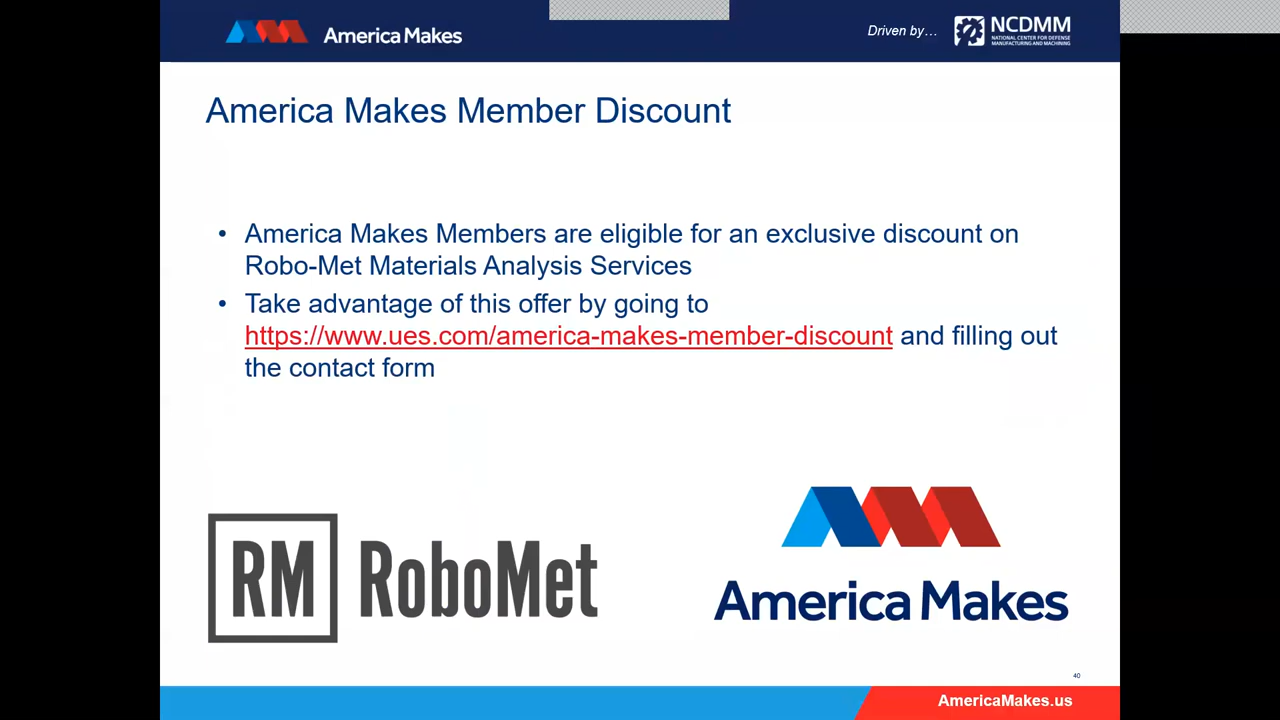 America Makes
Driven by…
NCDMM
NATIONAL CENTER FOR DEFENSE
MANUFACTURING AND MACHINING
America Makes Member Discount
• America Makes Members are eligible for an exclusive discount on
Robo-Met Materials Analysis Services
• Take advantage of this offer by going to
https://www.ues.com/america-makes-member-discount and filling out
the contact form
RM RoboMet
America Makes
40
AmericaMakes.us